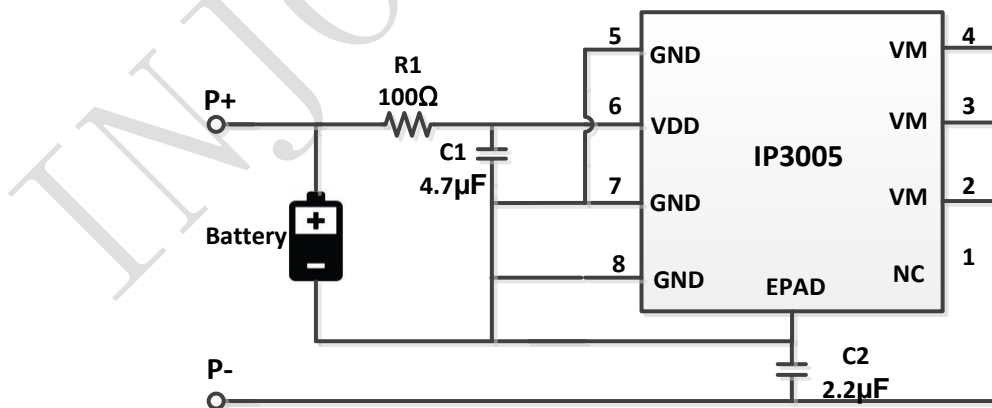 INJO
P+
R1
100Ω
C1
4.7µF
Battery
P-
5
GND
6
VDD
7
GND
8
GND
IP3005
EPAD
VM
4
VM
3
VM
2
NC
1
C2
2.2µF